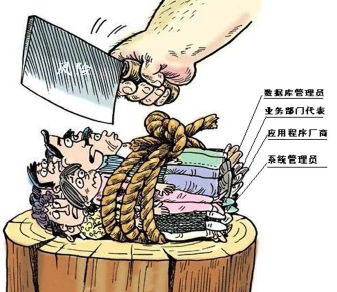 风险
数据库管理员
业务部门代表
应用程序厂商
系统管理员